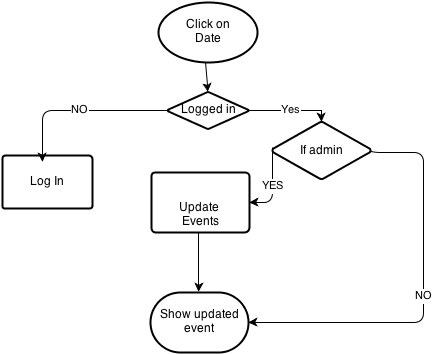 Click on
Date
Logged in
NO
Yes
If admin
Log In
YES
Update
Events
NO
Show updated
event